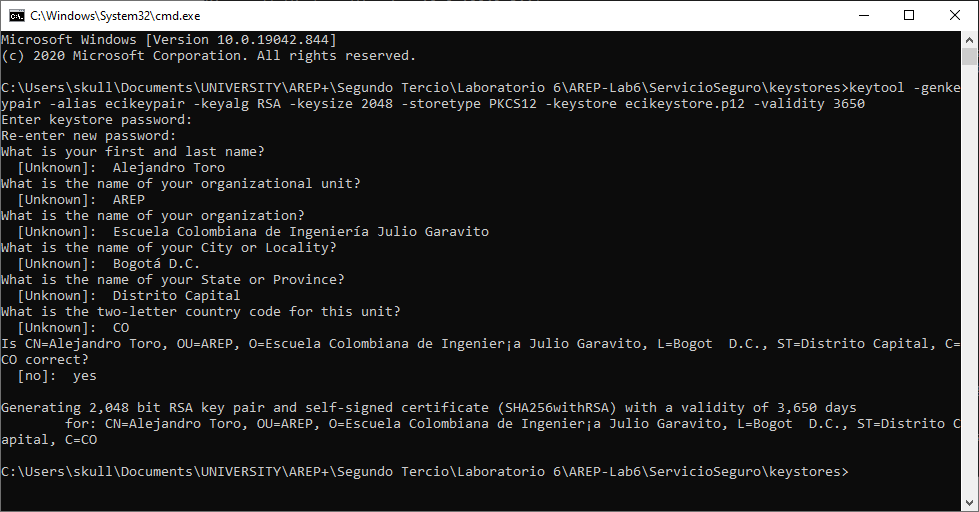 C:\Windows\System32\cmd.exe
Microsoft Windows [Version 10.0.19042.844]
(c) 2020 Microsoft Corporation. All rights reserved.
C:\Users\skull\Documents\UNIVERSITY\AREP+\Segundo Tercio\Laboratorio 6\AREP-Lab6\ServicioSeguro\keystores>keytool -genke
ypair -alias ecikeypair -keyalg RSA -keysize 2048 -storetype PKCS12 -keystore ecikeystore.p12 -validity 3650
Enter keystore password:
Re-enter new password:
What is your first and last name?
  [Unknown]:  Alejandro Toro
What is the name of your organizational unit?
  [Unknown]:  AREP
What is the name of your organization?
  [Unknown]:  Escuela Colombiana de Ingeniería Julio Garavito
What is the name of your City or Locality?
  [Unknown]:  Bogotá D.C.
What is the name of your State or Province?
  [Unknown]:  Distrito Capital
What is the two-letter country code for this unit?
  [Unknown]:  CO
Is CN=Alejandro Toro, OU=AREP, O=Escuela Colombiana de Ingenier¡a Julio Garavito, L=Bogot  D.C., ST=Distrito Capital, C=
CO correct?
  [no]:  yes
Generating 2,048 bit RSA key pair and self-signed certificate (SHA256withRSA) with a validity of 3,650 days
        for: CN=Alejandro Toro, OU=AREP, O=Escuela Colombiana de Ingenier¡a Julio Garavito, L=Bogot  D.C., ST=Distrito C
apital, C=CO
C:\Users\skull\Documents\UNIVERSITY\AREP+\Segundo Tercio\Laboratorio 6\AREP-Lab6\ServicioSeguro\keystores>